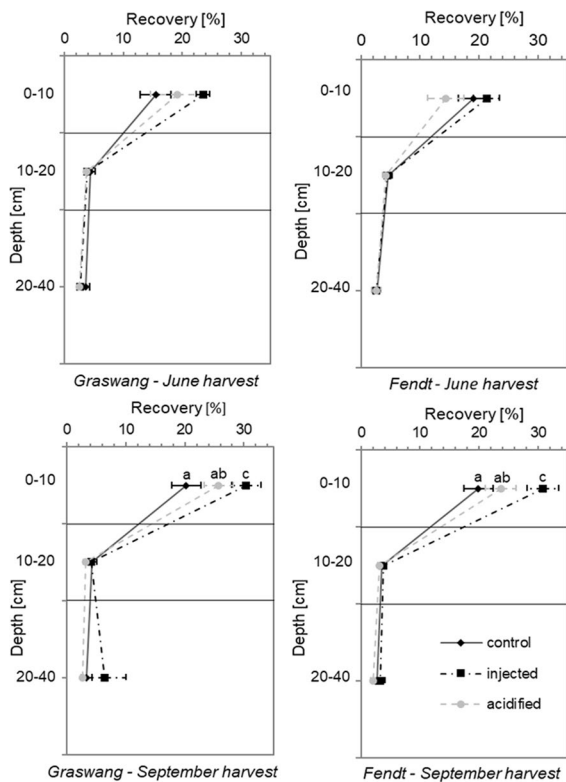 Recovery [%]
0 10 20 30
0-10
10-20
20-40
Depth [cm]
Graswang - June harvest
Recovery [%]
0 10 20 30
0-10
10-20
20-40
Depth [cm]
Fendt - June harvest
Recovery [%]
0 10 20 30
0-10
10-20
20-40
Depth [cm]
a ab c
Graswang - September harvest
Recovery [%]
0 10 20 30
0-10
10-20
20-40
Depth [cm]
a ab c
control
injected
acidified
Fendt - September harvest